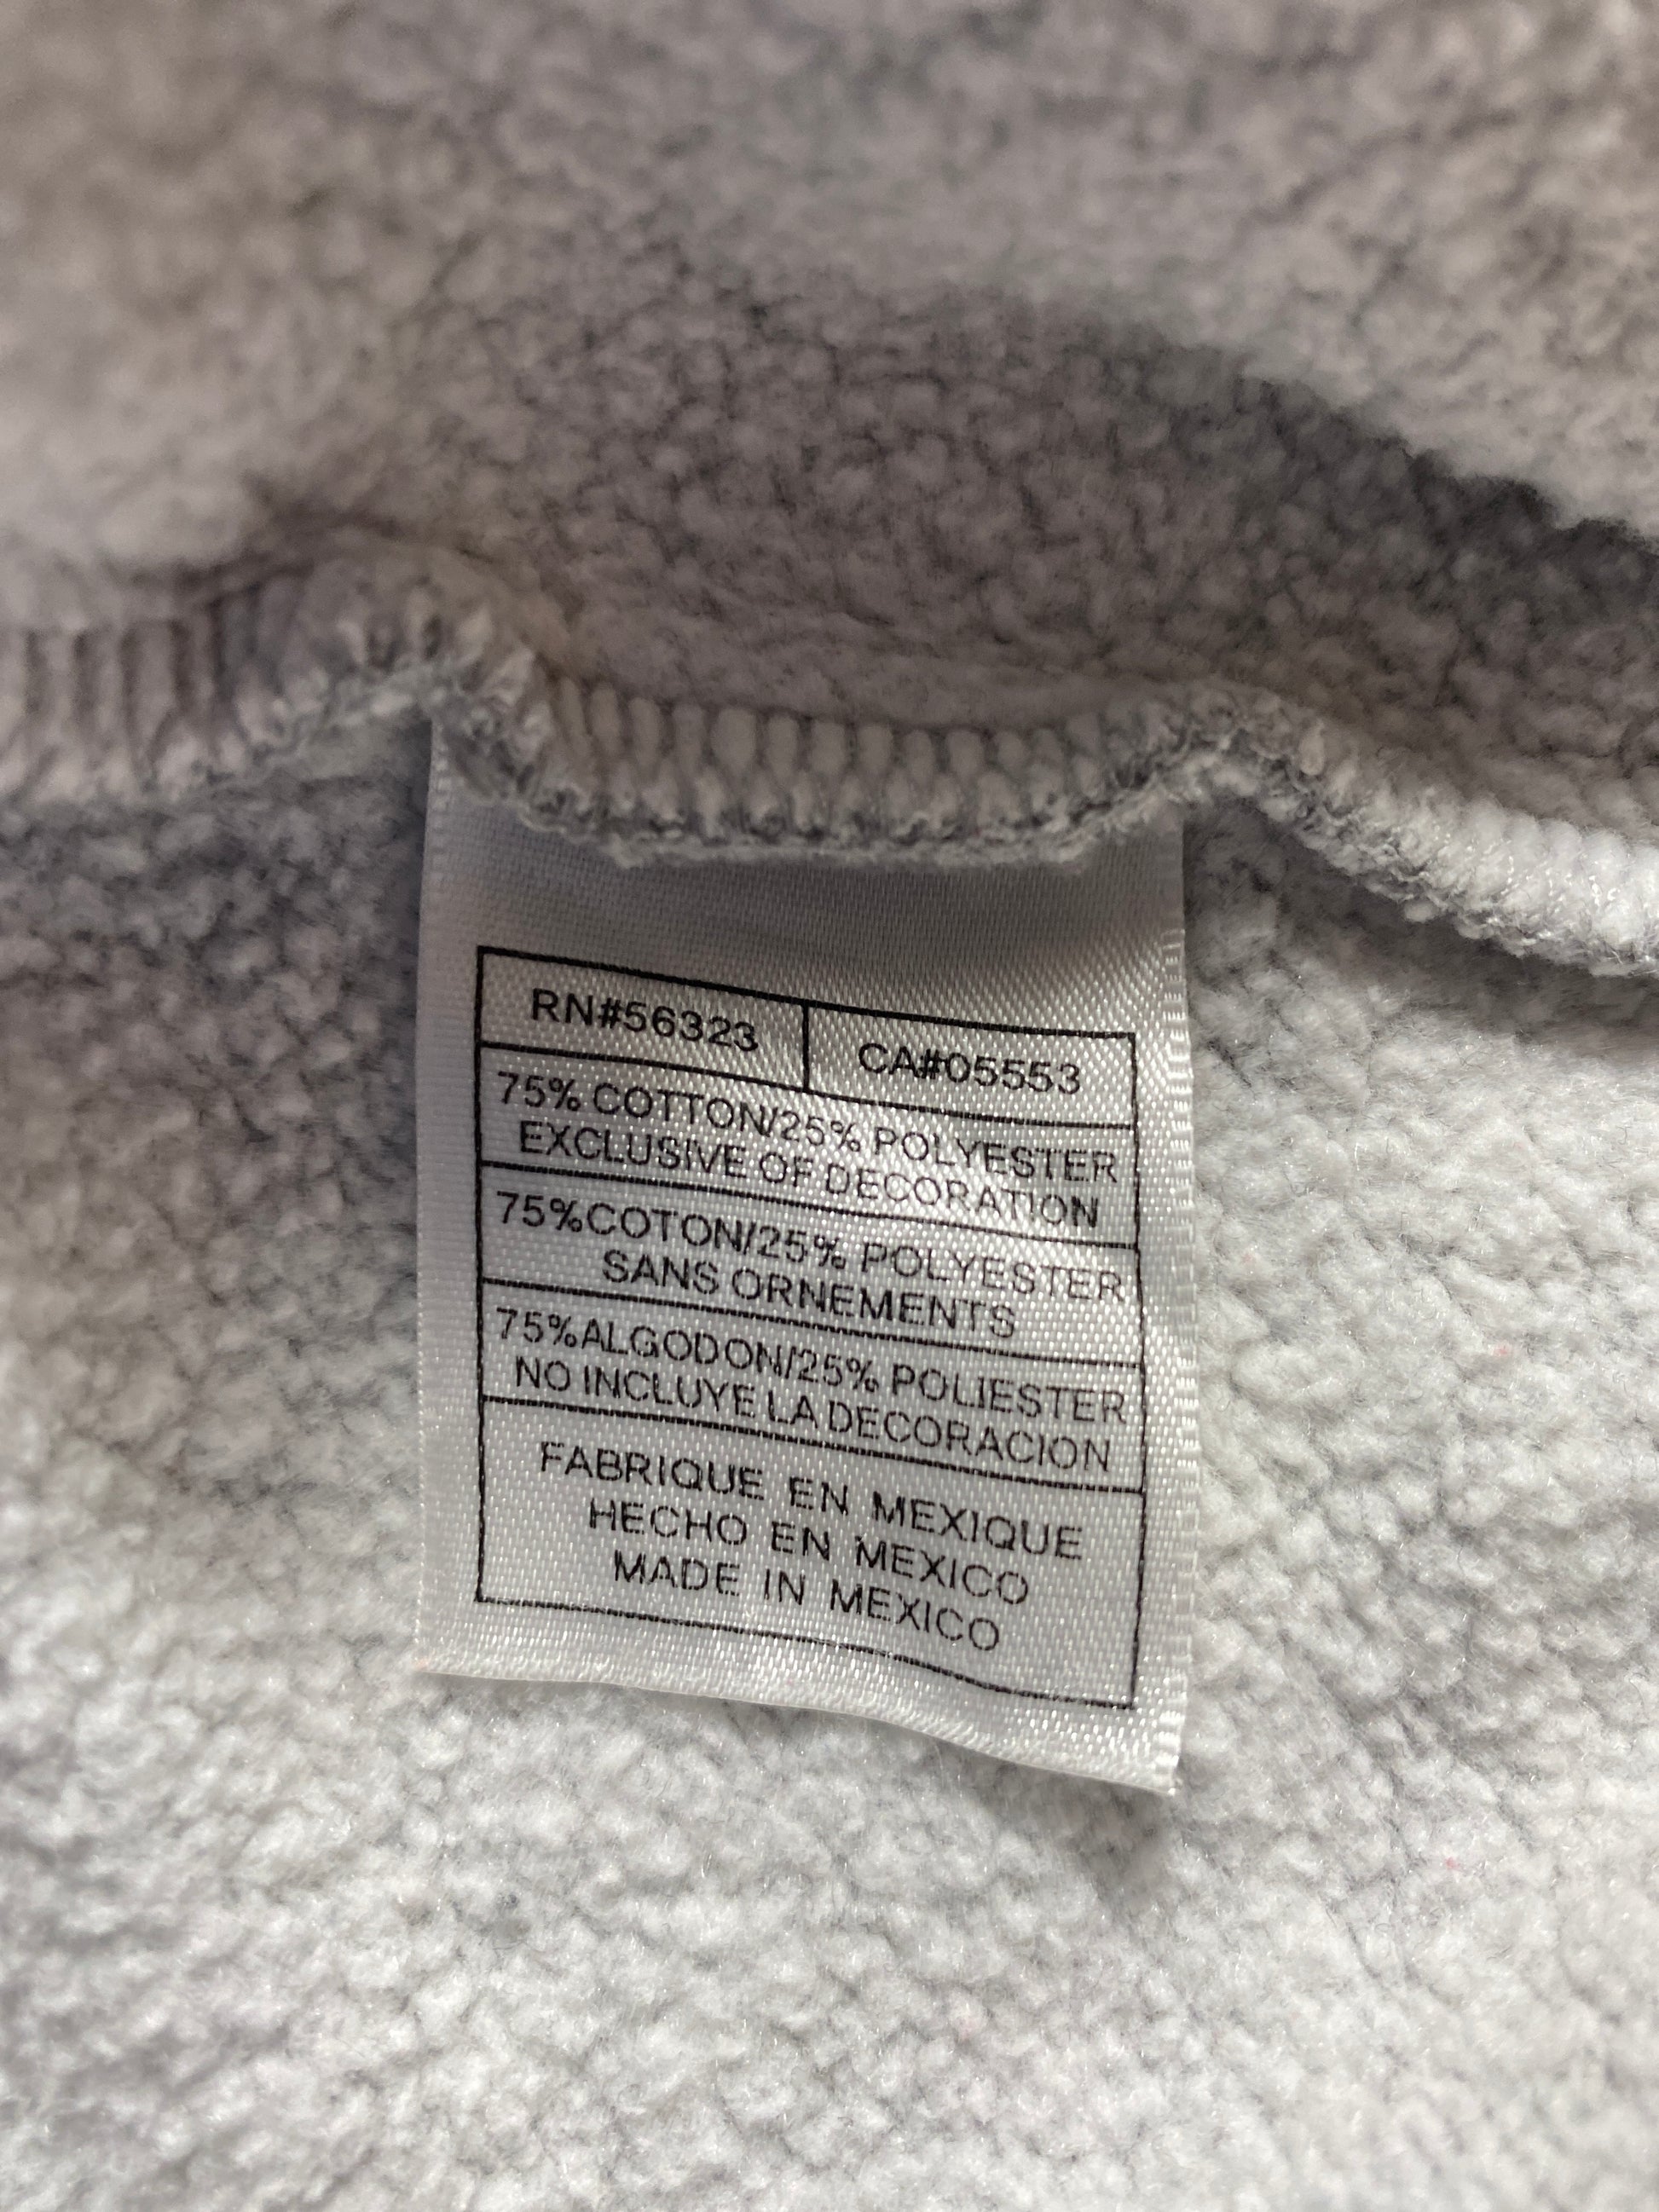 RN#56323 CA#05553
75% COTTON/25% POLYESTER
EXCLUSIVE OF DECORATION
75%COTON/25% POLYESTER
SANS ORNEMENTS
75%ALGODON/25% POLIESTER
NO INCLUYE LA DECORACION
FABRIQUE EN MEXIQUE
HECHO EN MEXICO
MADE IN MEXICO